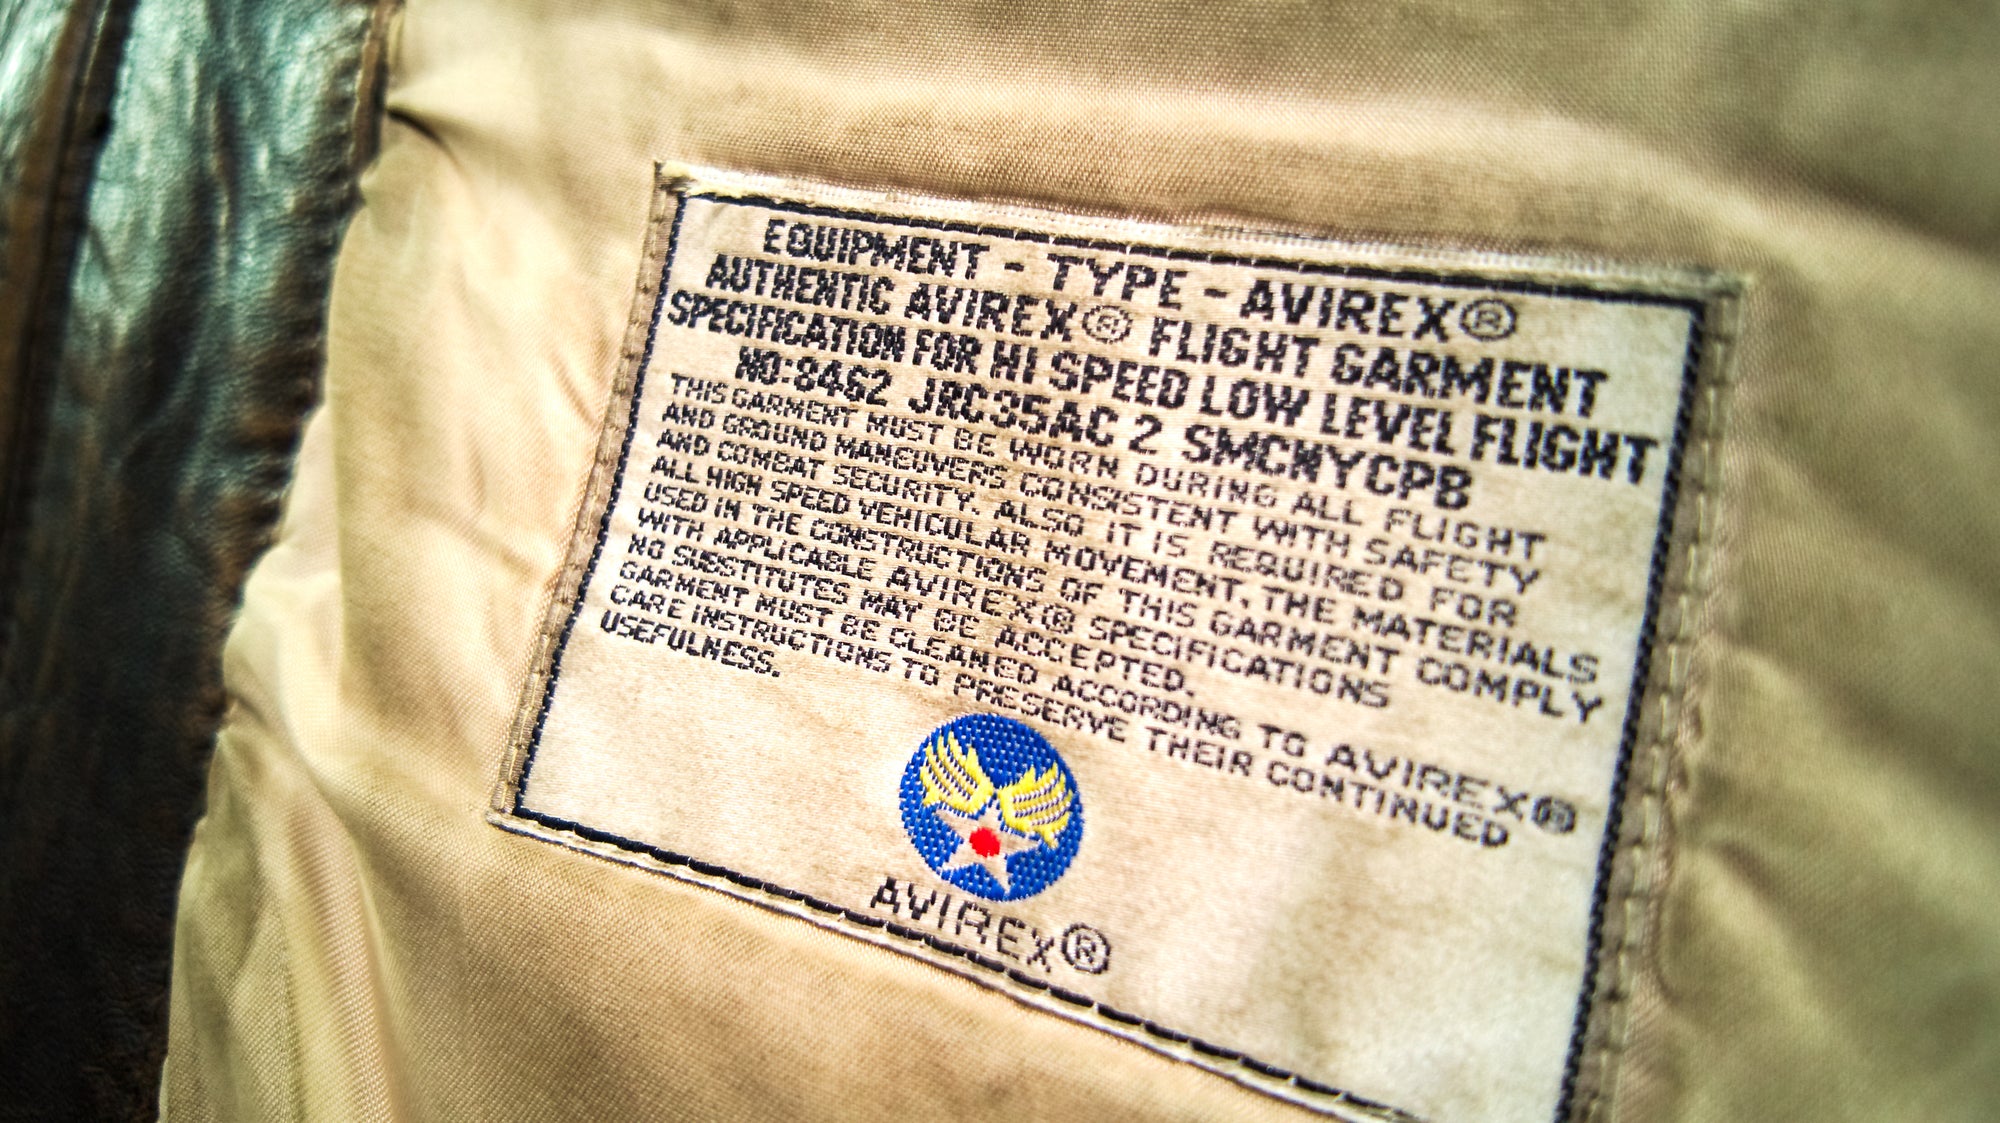 EQUIPMENT - TYPE - AVIREX®
AUTHENTIC AVIREX® FLIGHT GARMENT
SPECIFICATION FOR HI SPEED LOW LEVEL FLIGHT
NO:8462 JRC35AC 2 SMCNYCPB
THIS GARMENT MUST BE WORN DURING ALL FLIGHT
AND GROUND MANEUVERS CONSISTENT WITH SAFETY
AND COMBAT SECURITY. ALSO IT IS REQUIRED FOR
ALL HIGH SPEED VEHICULAR MOVEMENT, THE MATERIALS
USED IN THE CONSTRUCTIONS OF THIS GARMENT COMPLY
WITH APPLICABLE AVIREX® SPECIFICATIONS
NO SUBSTITUTES MAY BE ACCEPTED.
GARMENT MUST BE CLEANED ACCORDING TO AVIREX®
CARE INSTRUCTIONS TO PRESERVE THEIR CONTINUED
USEFULNESS.
AVIREX®